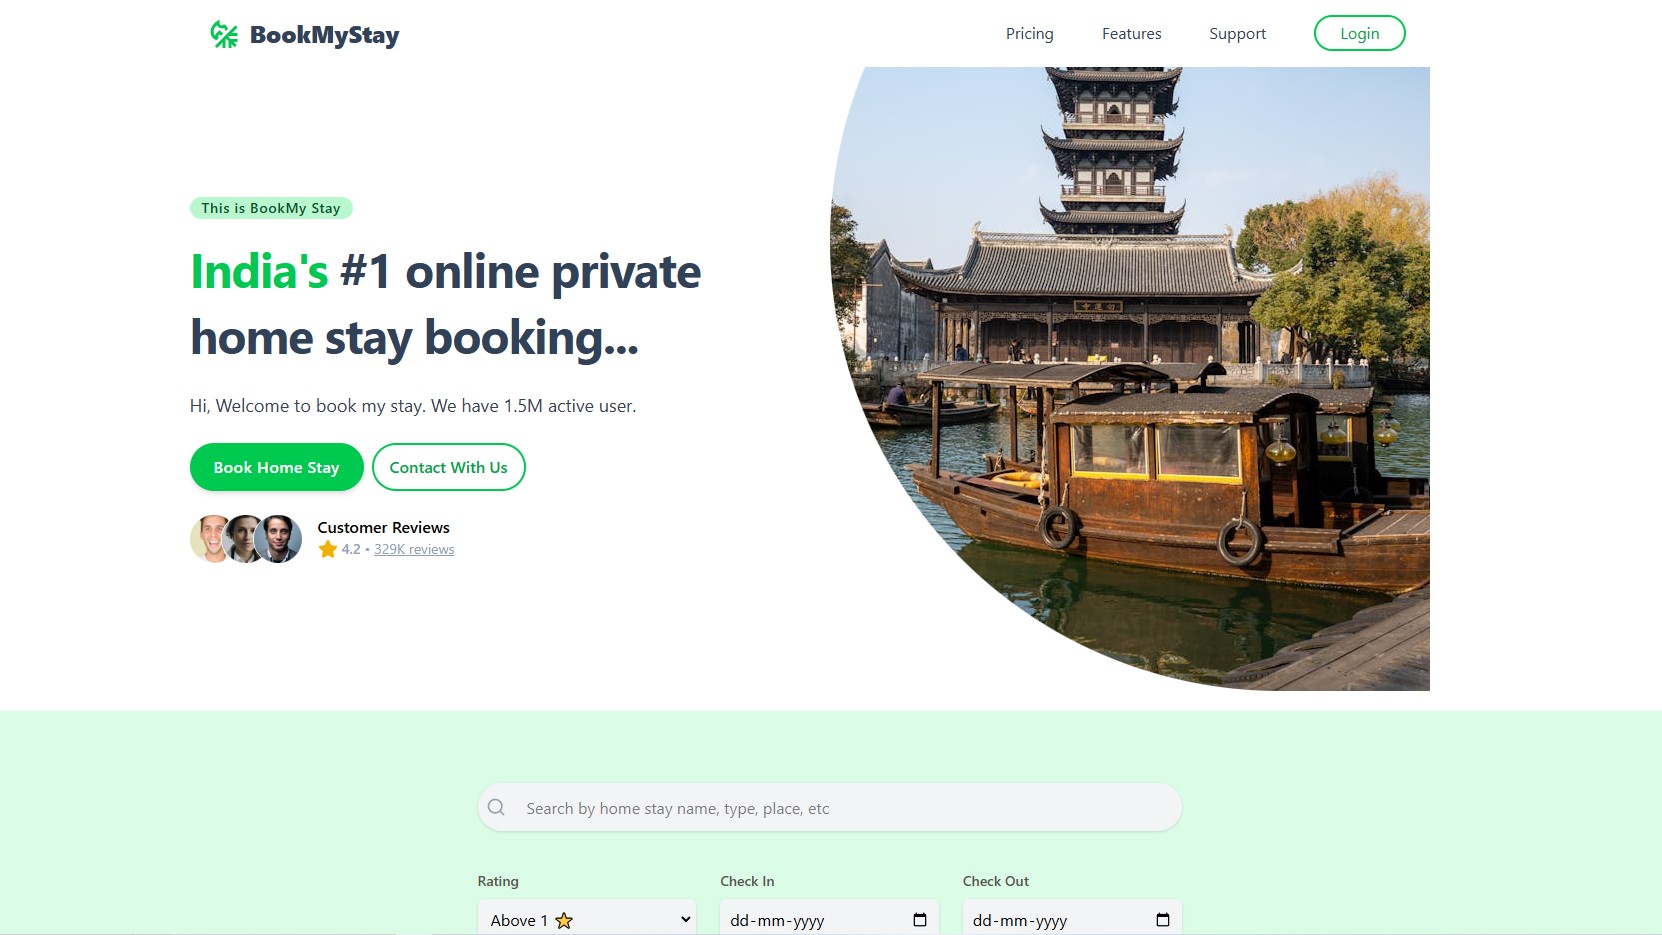 BookMyStay
Pricing
Features
Support
Login
This is BookMy Stay
India's #1 online private
home stay booking...
Hi, Welcome to book my stay. We have 1.5M active user.
Book Home Stay
Contact With Us
Customer Reviews
4.2 • 329K reviews
Search by home stay name, type, place, etc
Rating
Check In
Check Out
Above 1 ⭐
dd-mm-yyyy
dd-mm-yyyy